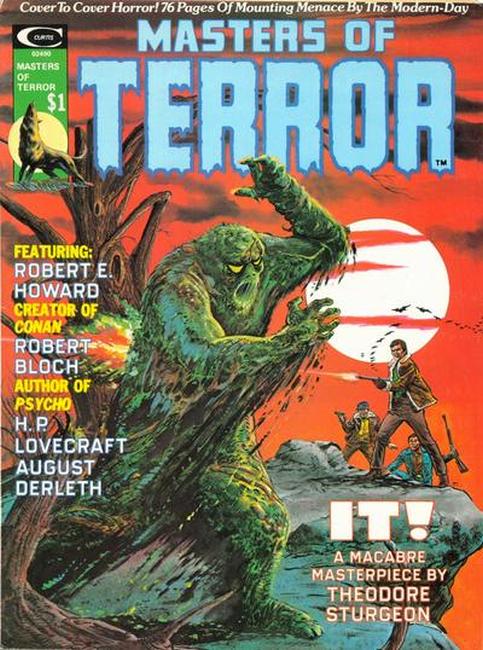 Cover To Cover Horror! 76 Pages Of Mounting Menace By The Modern-Day
CURTIS
02490
MASTERS
OF
TERROR
$1
MASTERS OF
TERROR
TM
FEATURING:
ROBERT E.
HOWARD
CREATOR OF
CONAN
ROBERT
BLOCH
AUTHOR OF
PSYCHO
H.P.
LOVECRAFT
AUGUST
DERLETH
IT!
A MACABRE
MASTERPIECE BY
THEODORE
STURGEON